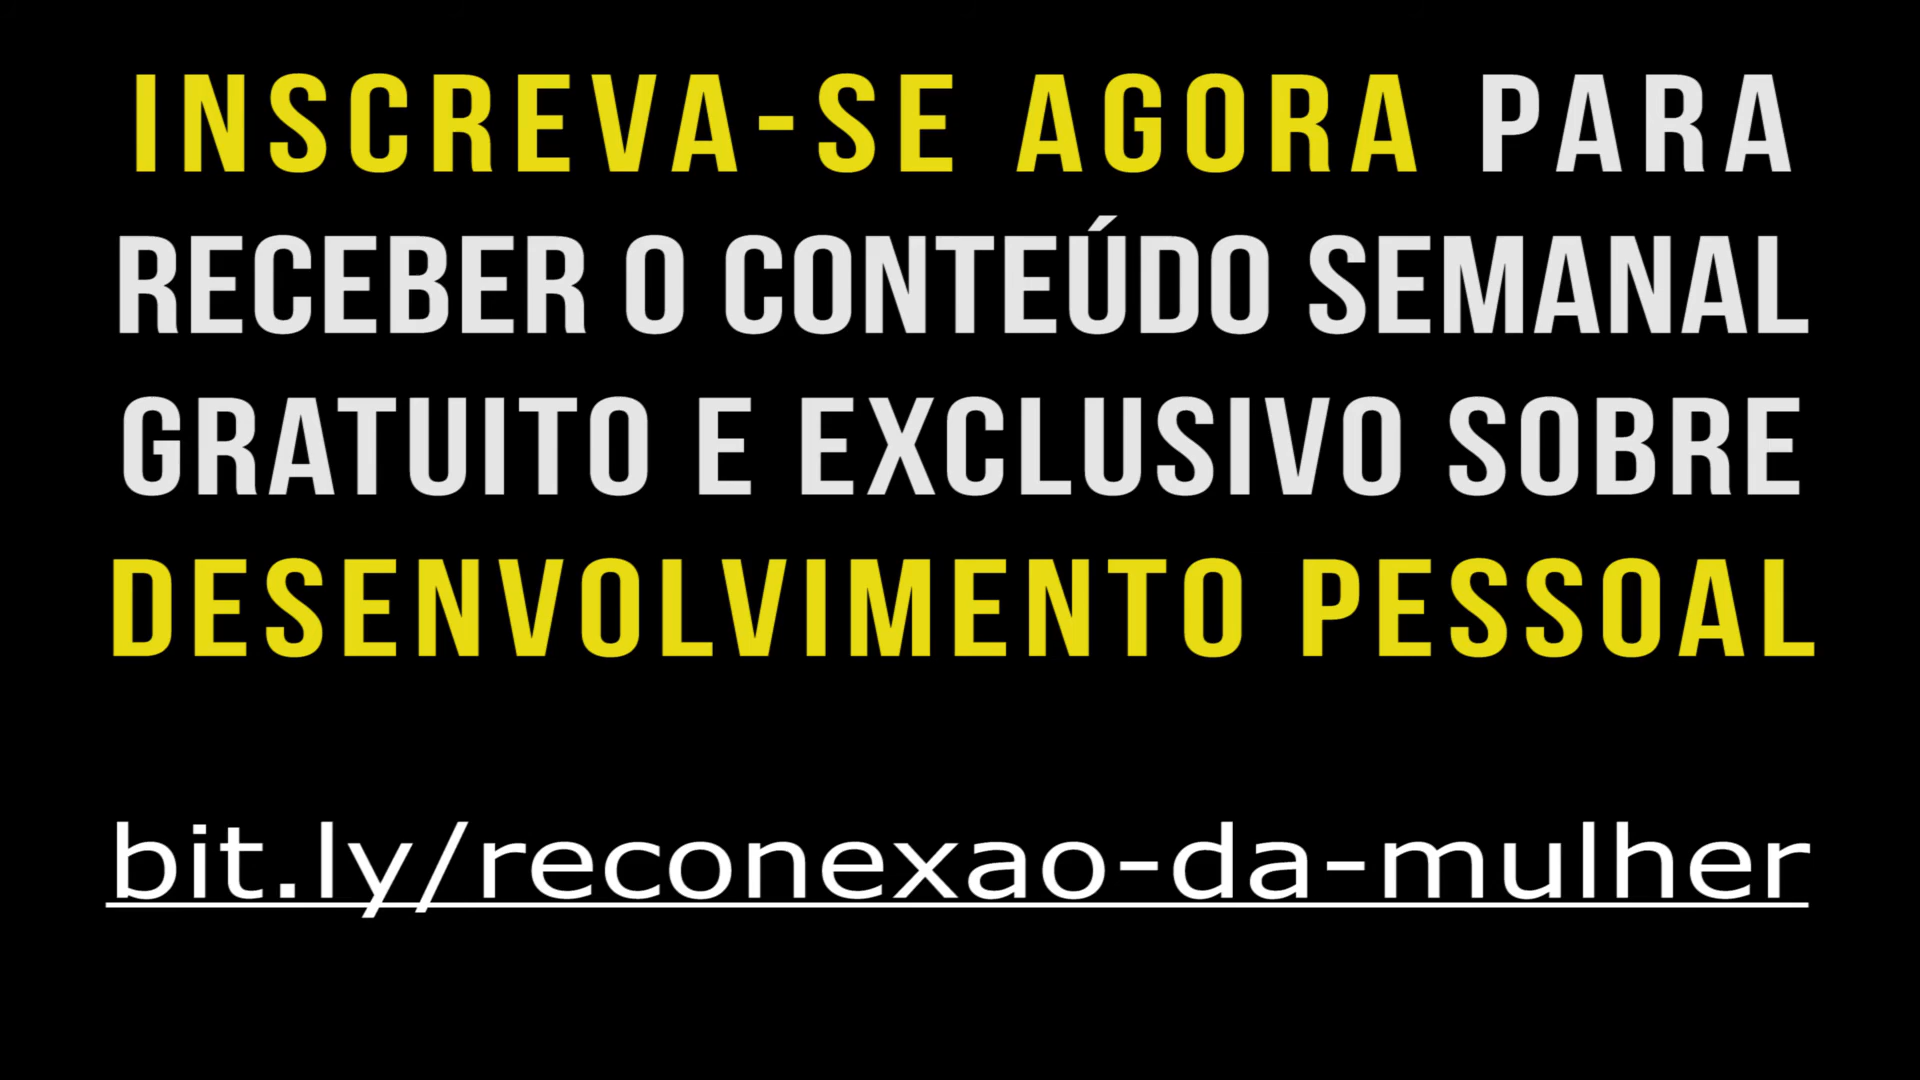 INSCREVA-SE AGORA PARA
RECEBER O CONTEÚDO SEMANAL
GRATUITO E EXCLUSIVO SOBRE
DESENVOLVIMENTO PESSOAL
bit.ly/reconexao-da-mulher